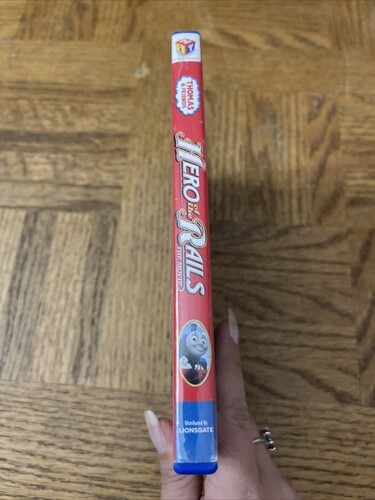 THOMAS
& FRIENDS
HERO of the RAILS
THE MOVIE
Distributed By
LIONSGATE